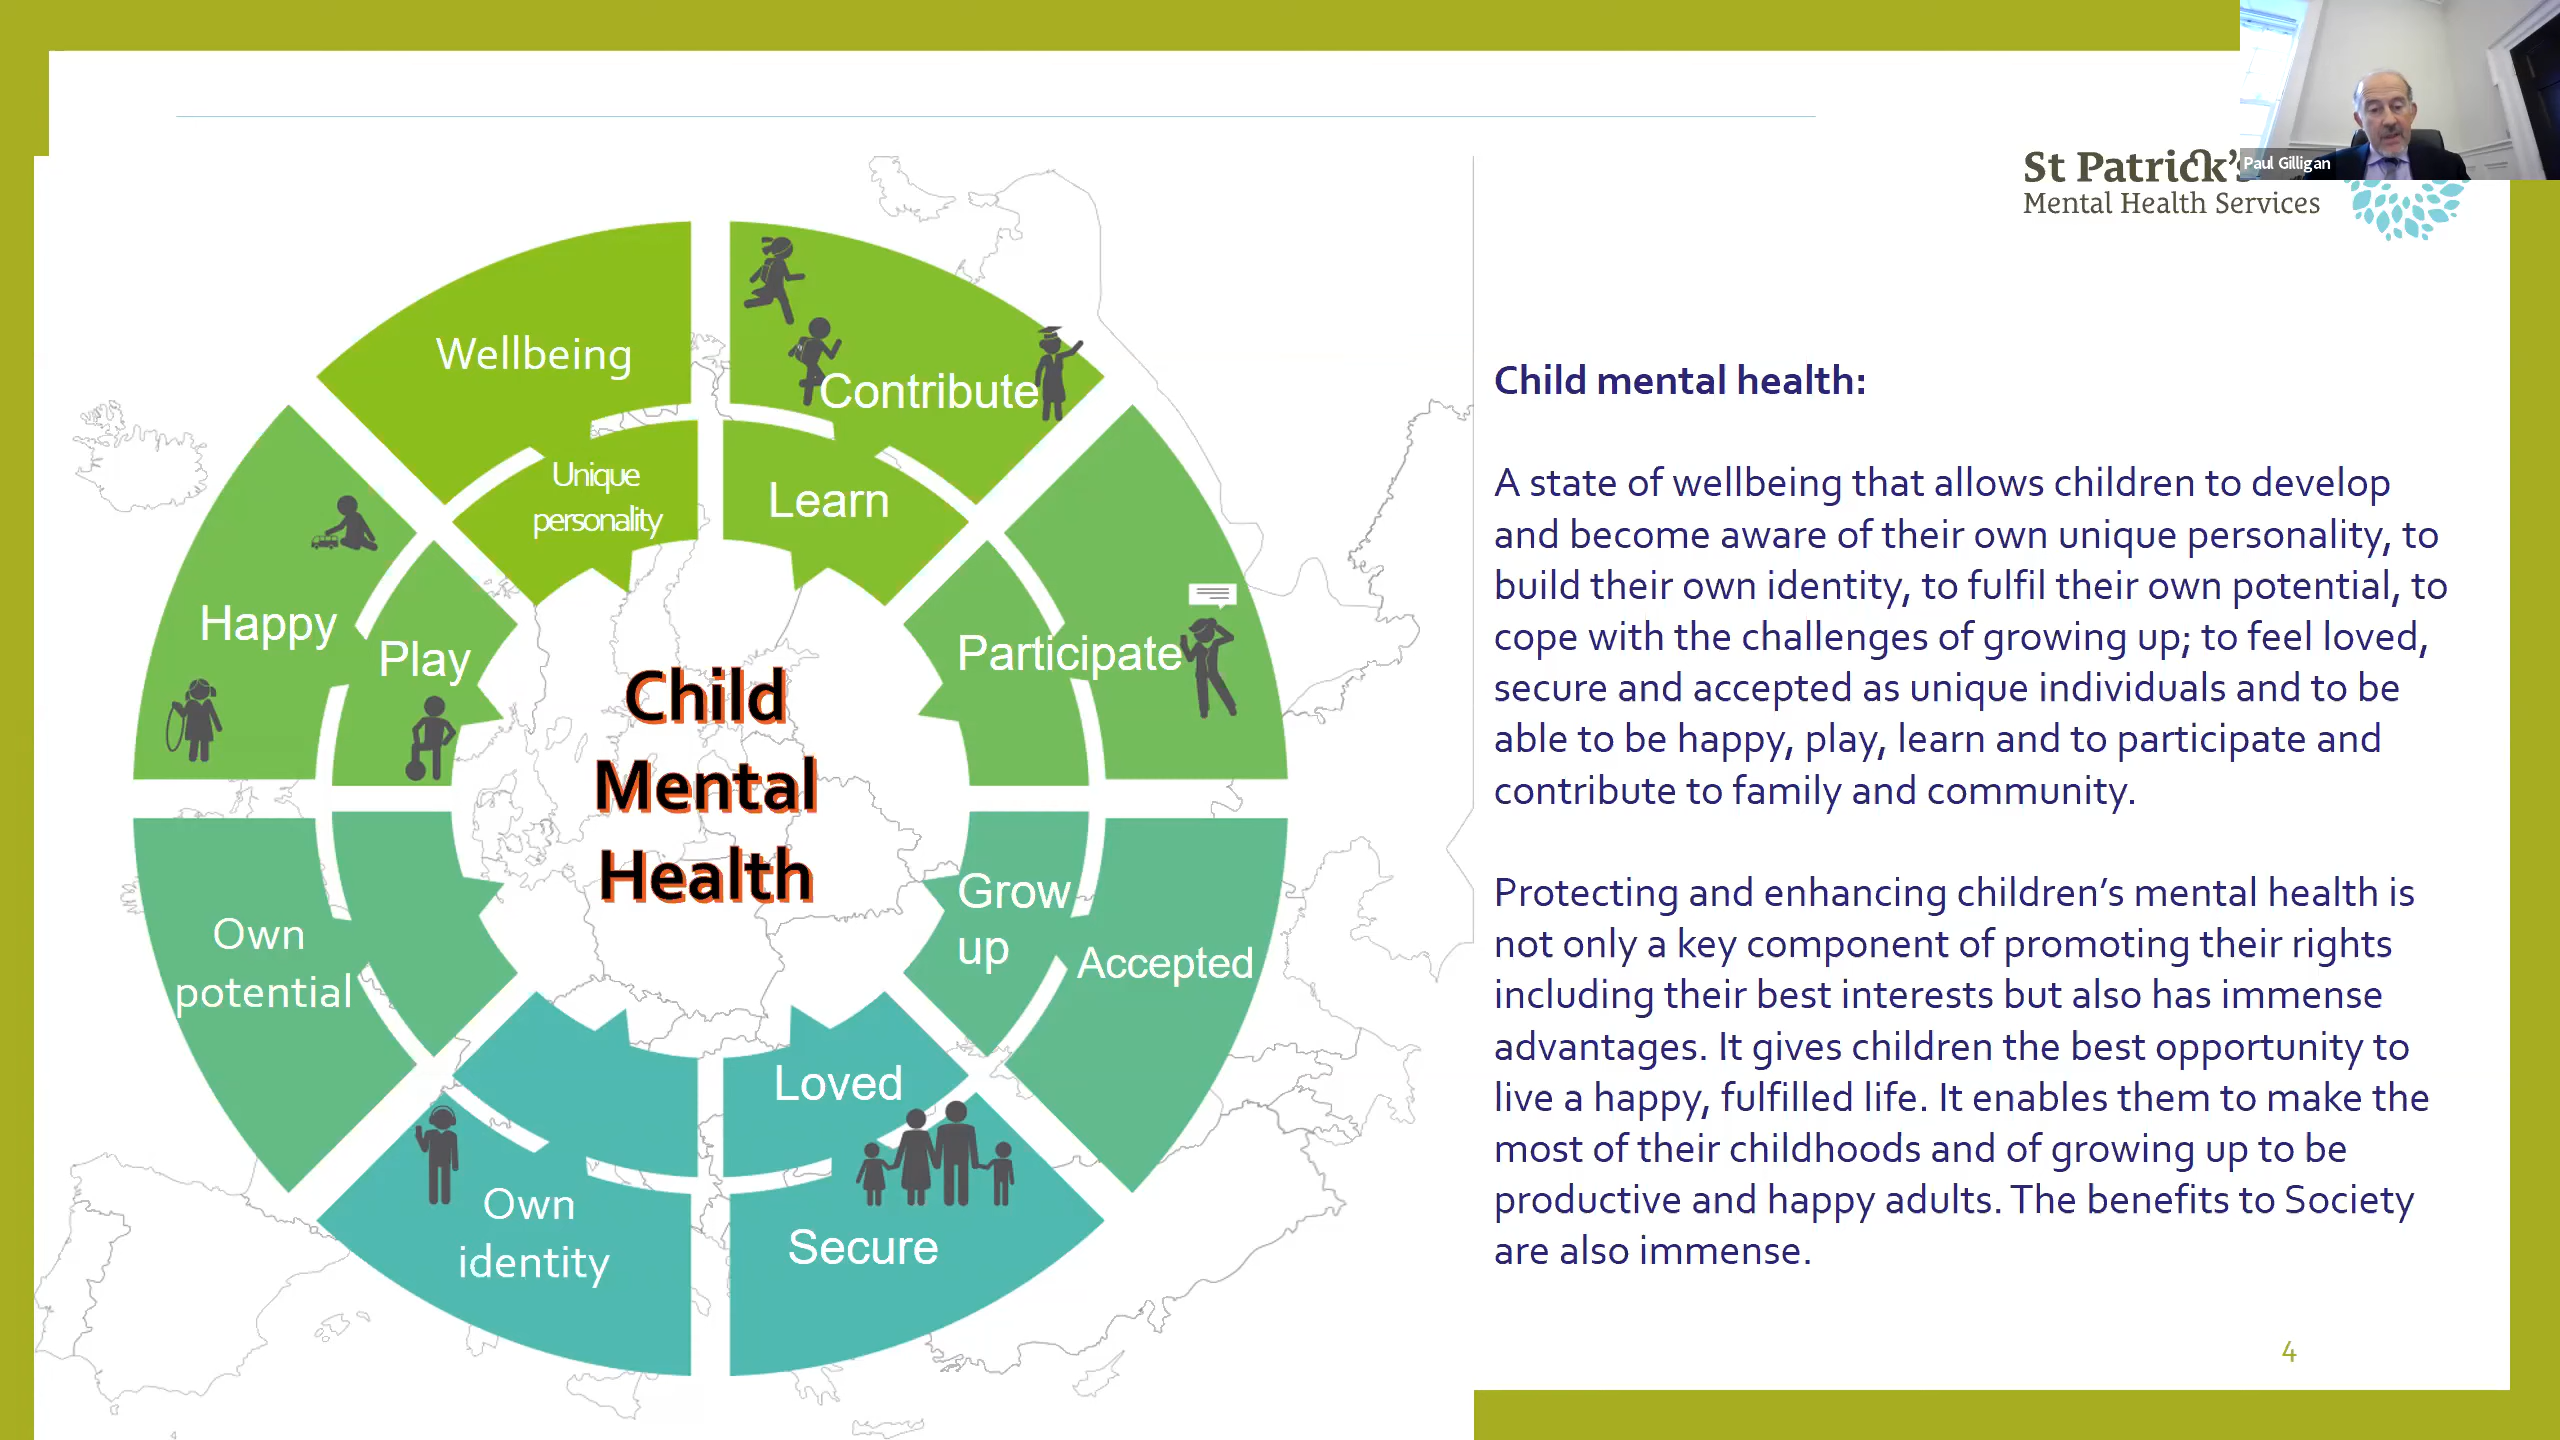 Paul Gilligan
St Patrick's
Mental Health Services
Wellbeing
Contribute
Unique
personality
Learn
Happy
Play
Participate
Child
Mental
Health
Grow
up
Own
potential
Accepted
Loved
Own
identity
Secure
Child mental health:
A state of wellbeing that allows children to develop
and become aware of their own unique personality, to
build their own identity, to fulfil their own potential, to
cope with the challenges of growing up; to feel loved,
secure and accepted as unique individuals and to be
able to be happy, play, learn and to participate and
contribute to family and community.
Protecting and enhancing children’s mental health is
not only a key component of promoting their rights
including their best interests but also has immense
advantages. It gives children the best opportunity to
live a happy, fulfilled life. It enables them to make the
most of their childhoods and of growing up to be
productive and happy adults. The benefits to Society
are also immense.
4
4